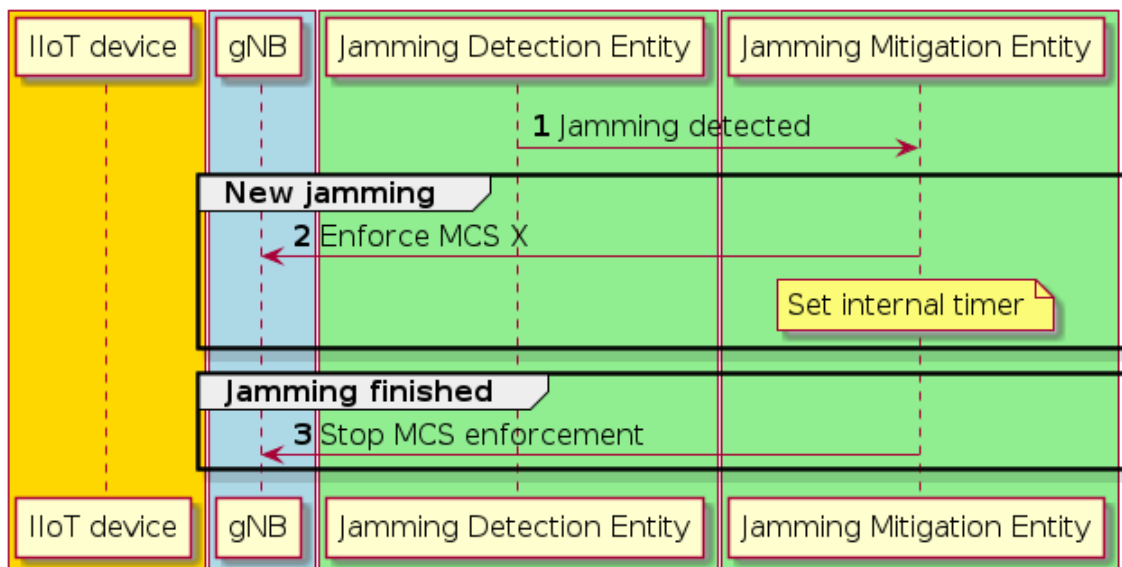 IIoT device
gNB
Jamming Detection Entity
Jamming Mitigation Entity
1 Jamming detected
New jamming
2 Enforce MCS X
Set internal timer
Jamming finished
3 Stop MCS enforcement
IIoT device
gNB
Jamming Detection Entity
Jamming Mitigation Entity